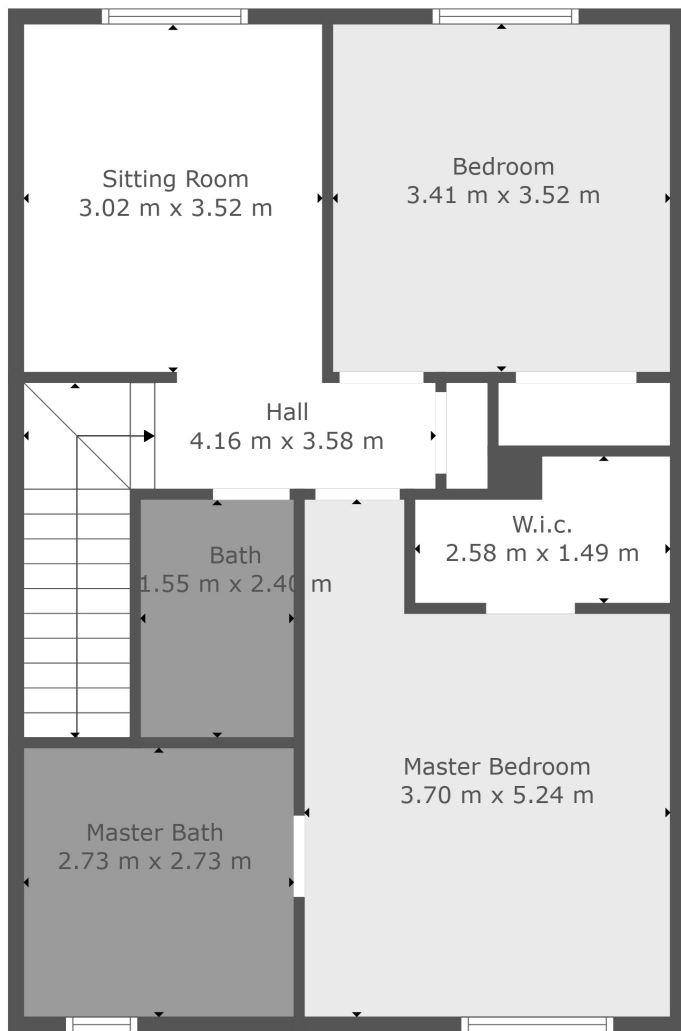 Sitting Room
3.02 m x 3.52 m
Bedroom
3.41 m x 3.52 m
Hall
4.16 m x 3.58 m
W.i.c.
2.58 m x 1.49 m
Bath
1.55 m x 2.40 m
Master Bedroom
3.70 m x 5.24 m
Master Bath
2.73 m x 2.73 m